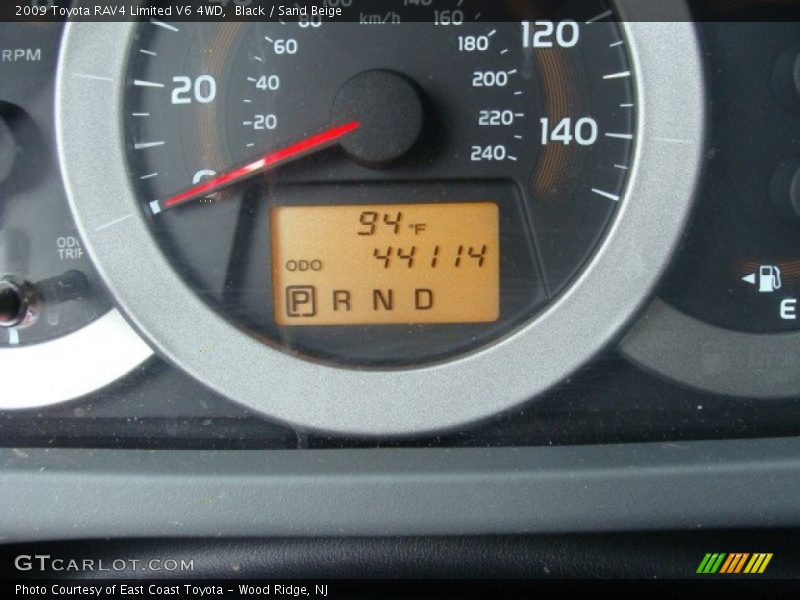 2009 Toyota RAV4 Limited V6 4WD, Black / Sand Beige
RPM
80
km/h
160
120
60
180
20
40
200
20
220
140
240
0
94 °F
ODO
TRIP
ODO 44114
P R N D
E
GTCARLOT.COM
Photo Courtesy of East Coast Toyota – Wood Ridge, NJ